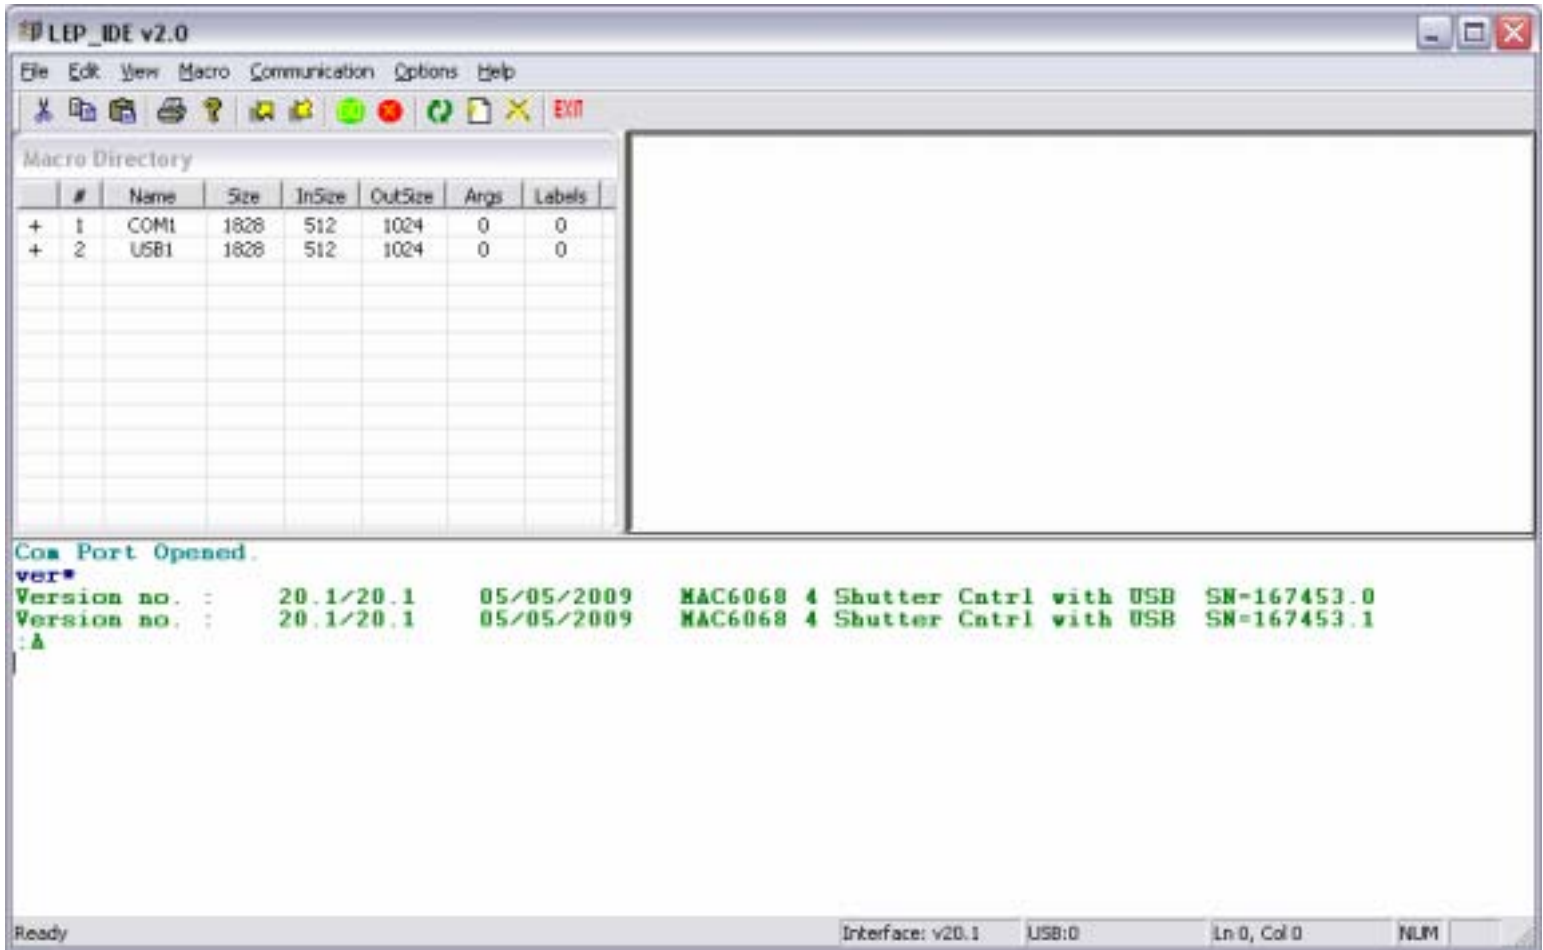 LEP_IDE v2.0
File Edit View Macro Communication Options Help
EXIT
Macro Directory
# Name Size InSize OutSize Args Labels
+ 1 COM1 1828 512 1024 0 0
+ 2 USB1 1828 512 1024 0 0
Com Port Opened.
ver*
Version no. : 20.1/20.1 05/05/2009 MAC6068 4 Shutter Cntrl with USB SN=167453.0
Version no. : 20.1/20.1 05/05/2009 MAC6068 4 Shutter Cntrl with USB SN=167453.1
:A
Ready Interface: v20.1 USB:0 Ln 0, Col 0 NUM